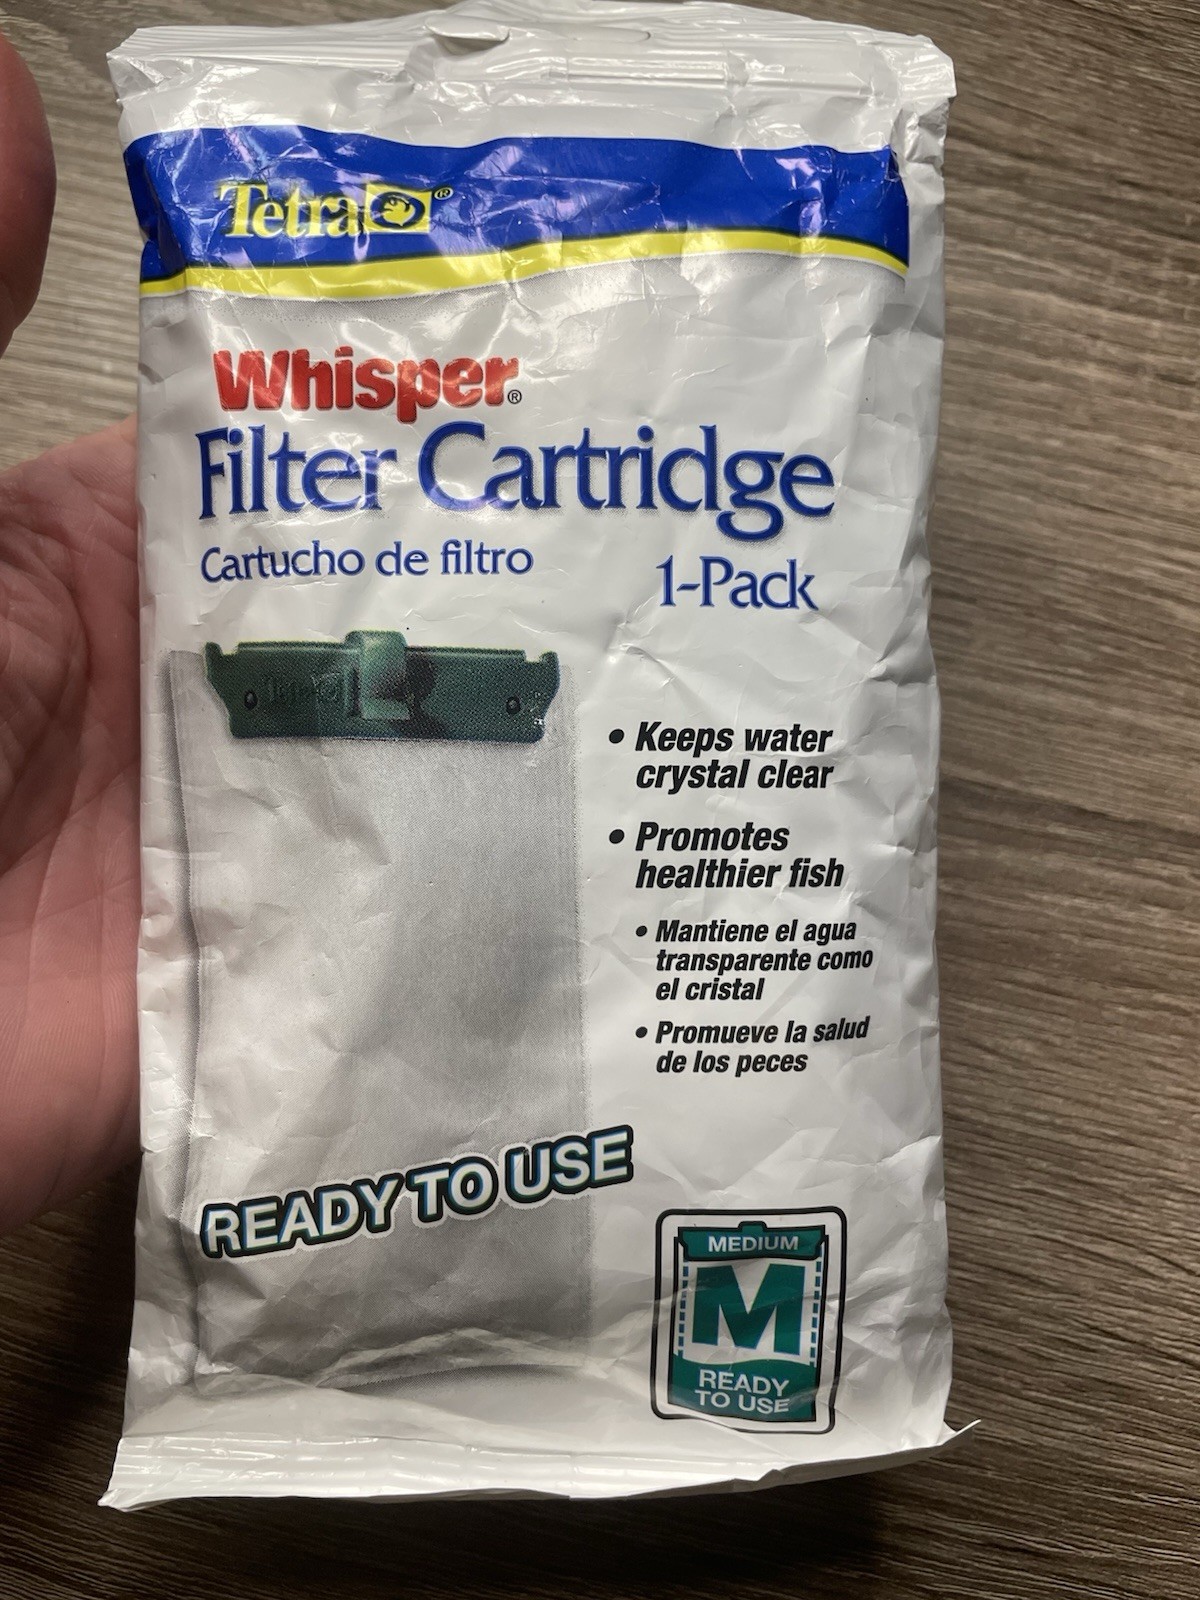 Tetra®
Whisper®
Filter Cartridge
Cartucho de filtro
1-Pack
• Keeps water
crystal clear
• Promotes
healthier fish
• Mantiene el agua
transparente como
el cristal
• Promueve la salud
de los peces
READY TO USE
MEDIUM
M
READY
TO USE